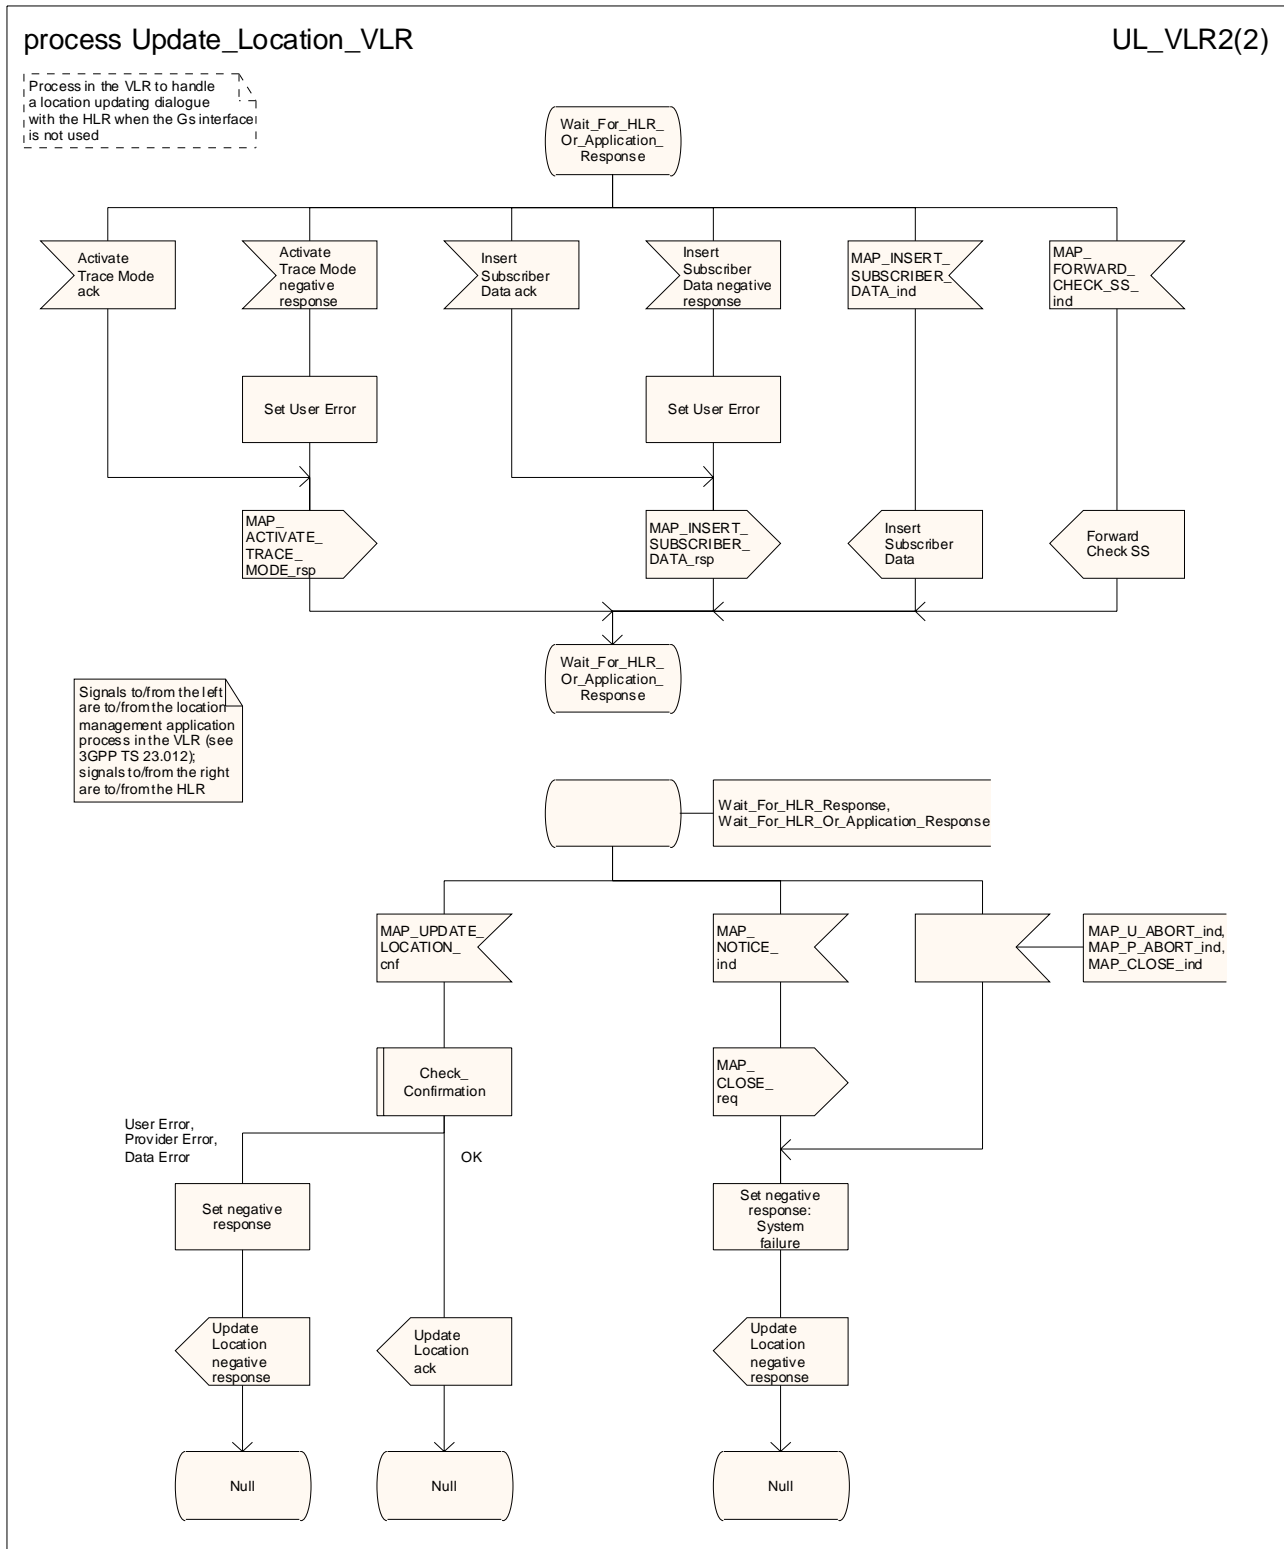 process Update_Location_VLR
UL_VLR2(2)
Process in the VLR to handle
a location updating dialogue
with the HLR when the Gs interface
is not used
Wait_For_HLR_
Or_Application_
Response
Activate
Trace Mode
ack
Activate
Trace Mode
negative
response
Insert
Subscriber
Data ack
Insert
Subscriber
Data negative
response
MAP_INSERT_
SUBSCRIBER_
DATA_ind
MAP_
FORWARD_
CHECK_SS_
ind
Set User Error
Set User Error
MAP_
ACTIVATE_
TRACE_
MODE_rsp
MAP_INSERT_
SUBSCRIBER_
DATA_rsp
Insert
Subscriber
Data
Forward
Check SS
Wait_For_HLR_
Or_Application_
Response
Signals to/from the left
are to/from the location
management application
process in the VLR (see
3GPP TS 23.012);
signals to/from the right
are to/from the HLR
Wait_For_HLR_Response,
Wait_For_HLR_Or_Application_Response
MAP_UPDATE_
LOCATION_
cnf
MAP_
NOTICE_
ind
MAP_U_ABORT_ind,
MAP_P_ABORT_ind,
MAP_CLOSE_ind
Check_
Confirmation
MAP_
CLOSE_
req
User Error,
Provider Error,
Data Error
OK
Set negative
response
Set negative
response:
System
failure
Update
Location
negative
response
Update
Location
ack
Update
Location
negative
response
Null
Null
Null